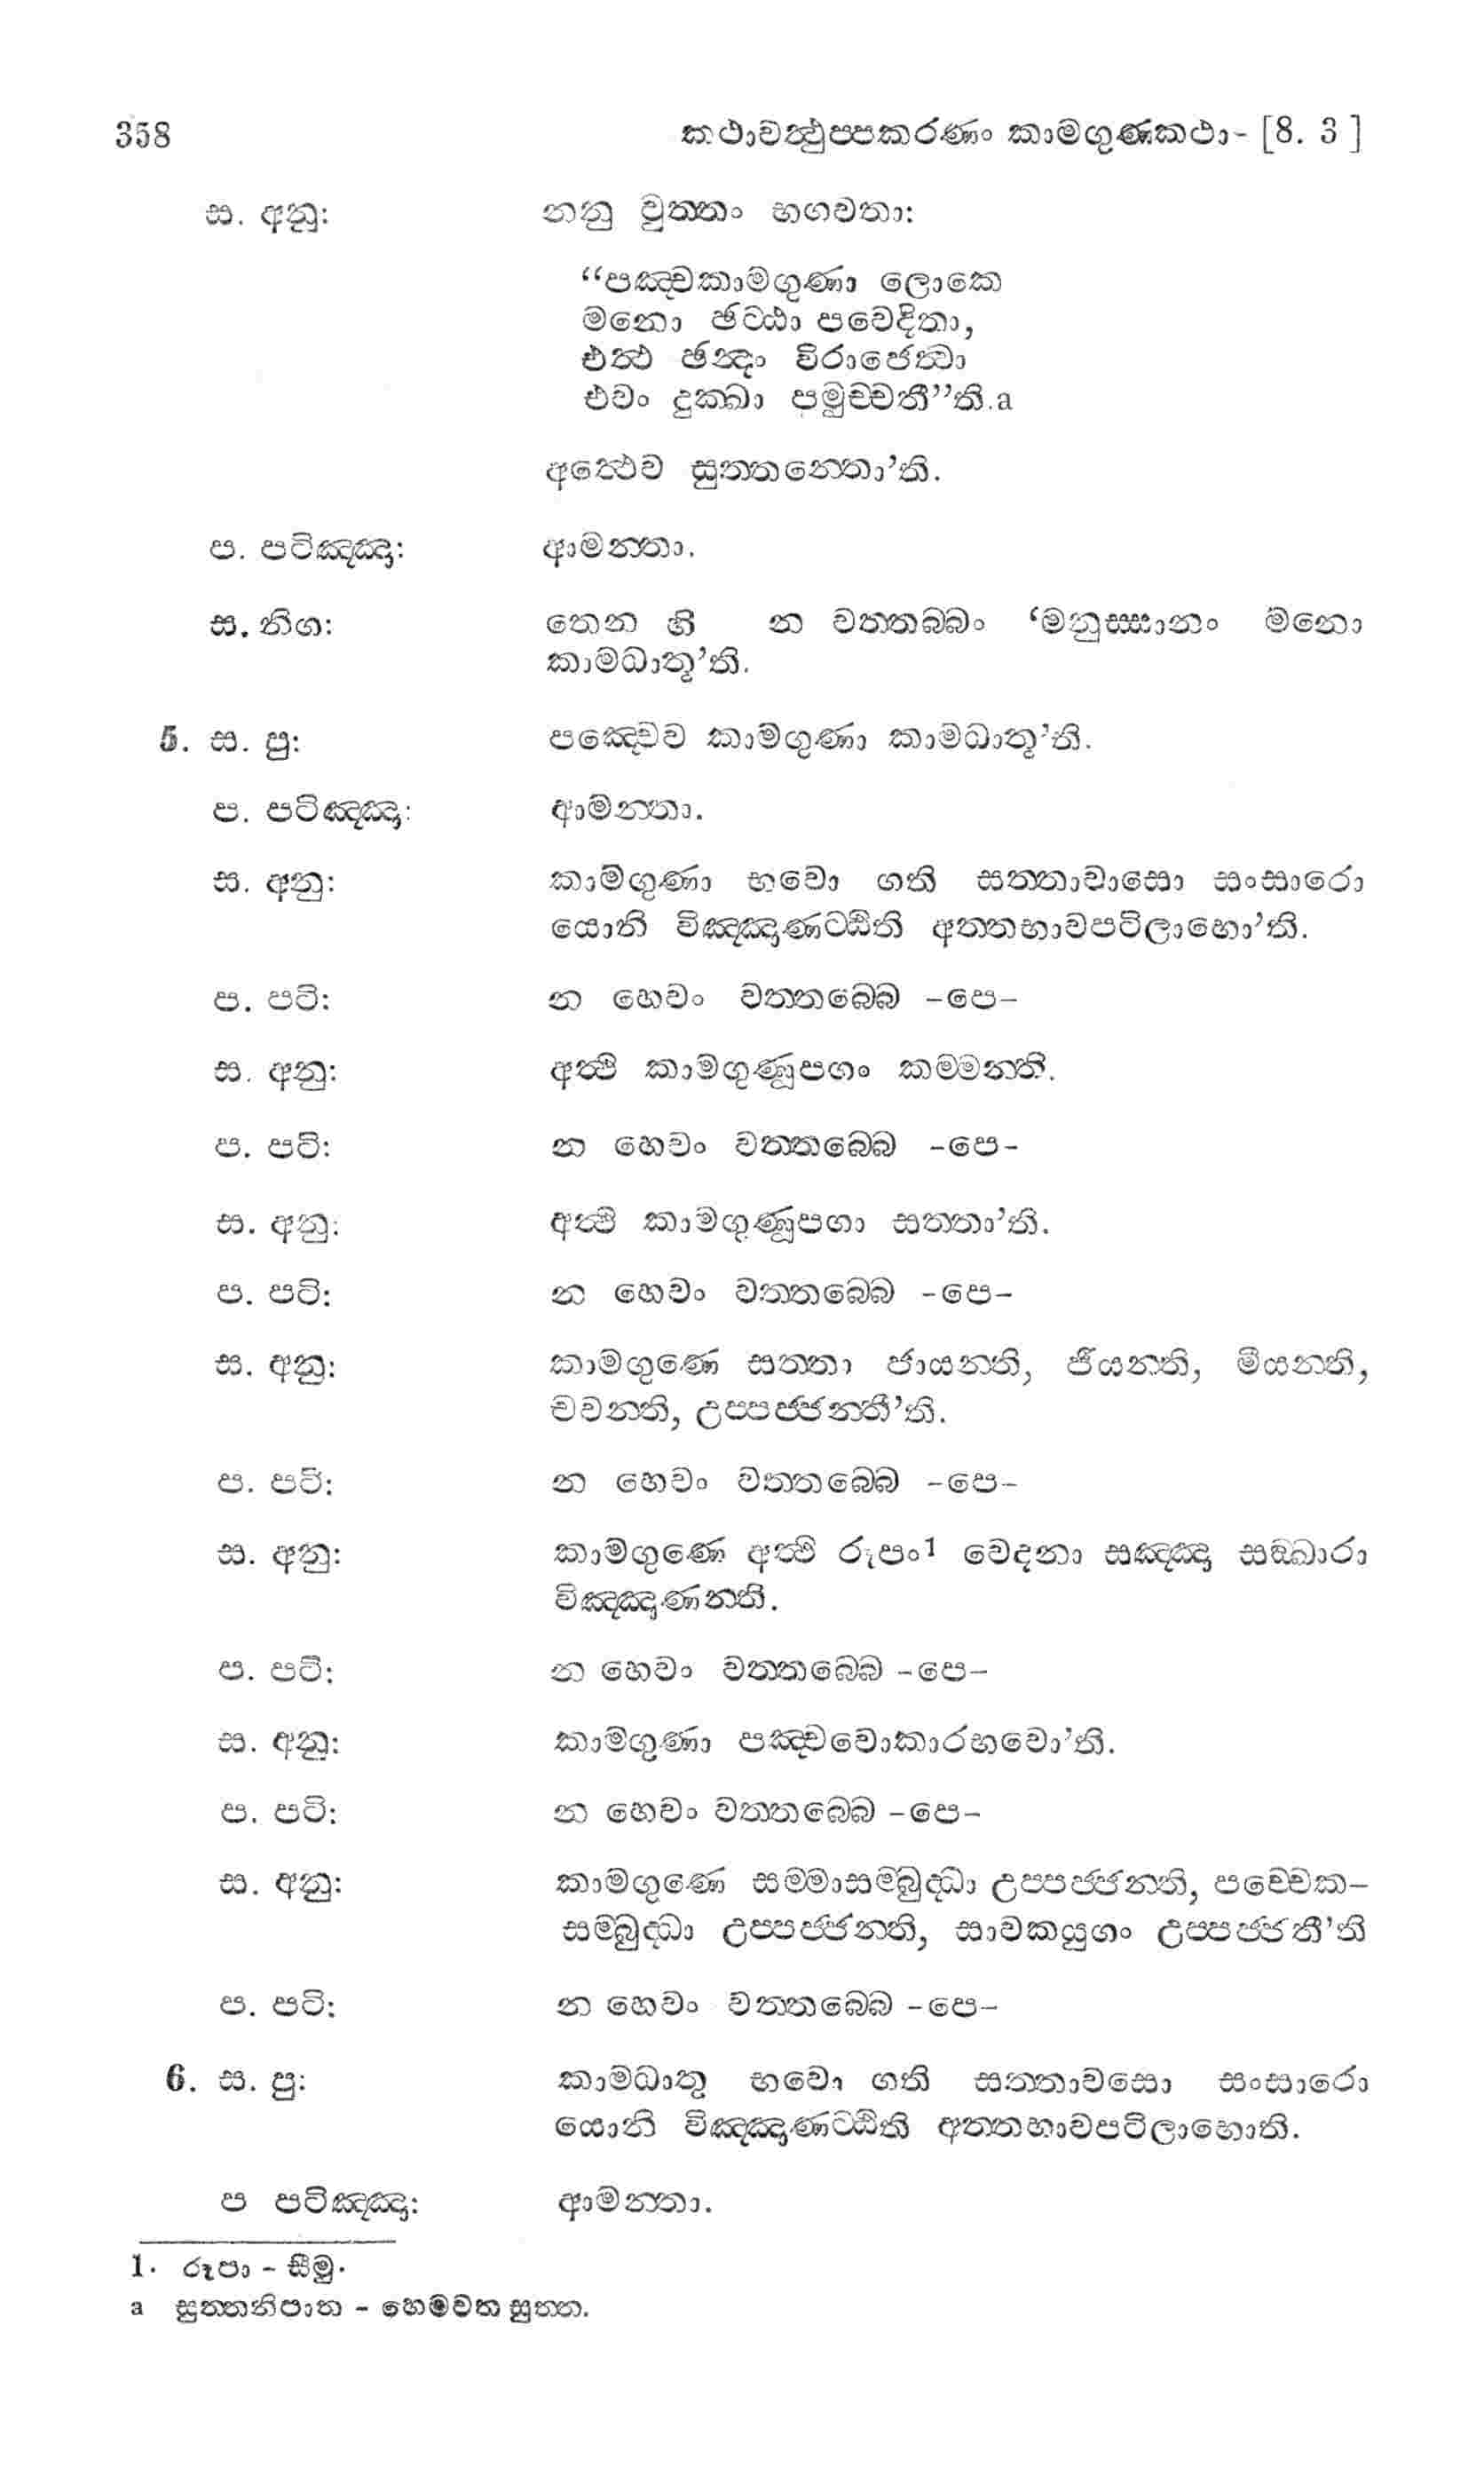 358 කථාවත්‍ථුප්පකරණං කාමගුණකථා- [8. 3 ]
ස. අනු: නනු වුත්තං භගවතා:
“පඤ්චකාමගුණා ලොකෙ
මනො ඡට්ඨා පවෙදිතා,
එත්‍ථ ඡන්‍දං විරාජෙත්‍වා
එවං දුක්ඛා පමුච්චතී”ති.a
අත්‍ථෙව සුත්තන්තො’ති.
ප. පටිඤ්ඤා: ආමන්තා.
ස. නිග: තෙන හි න වත්තබ්බං ‘මනුස්සානං මනො
කාමධාතූ’ති.
5. ස. පු: පඤ්චෙව කාමගුණා කාමධාතූ’ති.
ප. පටිඤ්ඤා: ආමන්තා.
ස. අනු: කාමගුණා භවො ගති සත්තාවාසො සංසාරො
යොනි විඤ්ඤාණට්ඨිති අත්තභාවපටිලාභො’ති.
ප. පටි: න හෙවං වත්තබ්බෙ -පෙ-
ස. අනු: අත්‍ථි කාමගුණූපගං කම්මන්ති.
ප. පටි: න හෙවං වත්තබ්බෙ -පෙ-
ස. අනු: අත්‍ථි කාමගුණූපගා සත්තා’ති.
ප. පටි: න හෙවං වත්තබ්බෙ -පෙ-
ස. අනු: කාමගුණෙ සත්තා ජායන්ති, ජීයන්ති, මීයන්ති,
චවන්ති, උප්පජ්ජන්තී’ති.
ප. පටි: න හෙවං වත්තබ්බෙ -පෙ-
ස. අනු: කාමගුණෙ අත්‍ථි රූපං1 වෙදනා සඤ්ඤා සඞ්ඛාරා
විඤ්ඤාණන්ති.
ප. පටි: න හෙවං වත්තබ්බෙ -පෙ-
ස. අනු: කාමගුණා පඤ්චවොකාරභවො’ති.
ප. පටි: න හෙවං වත්තබ්බෙ -පෙ-
ස. අනු: කාමගුණෙ සම්මාසම්බුද්ධා උප්පජ්ජන්ති, පච්චෙක-
සම්බුද්ධා උප්පජ්ජන්ති, සාවකයුගං උප්පජ්ජතී’ති
ප. පටි: න හෙවං වත්තබ්බෙ -පෙ-
6. ස. පු: කාමධාතු භවො ගති සත්තාවසො සංසාරො
යොනි විඤ්ඤාණට්ඨිති අත්තභාවපටිලාභොති.
ප පටිඤ්ඤා: ආමන්තා.
1. රූපා - සීමු.
a සුත්තනිපාත - හෙමවත සුත්ත.